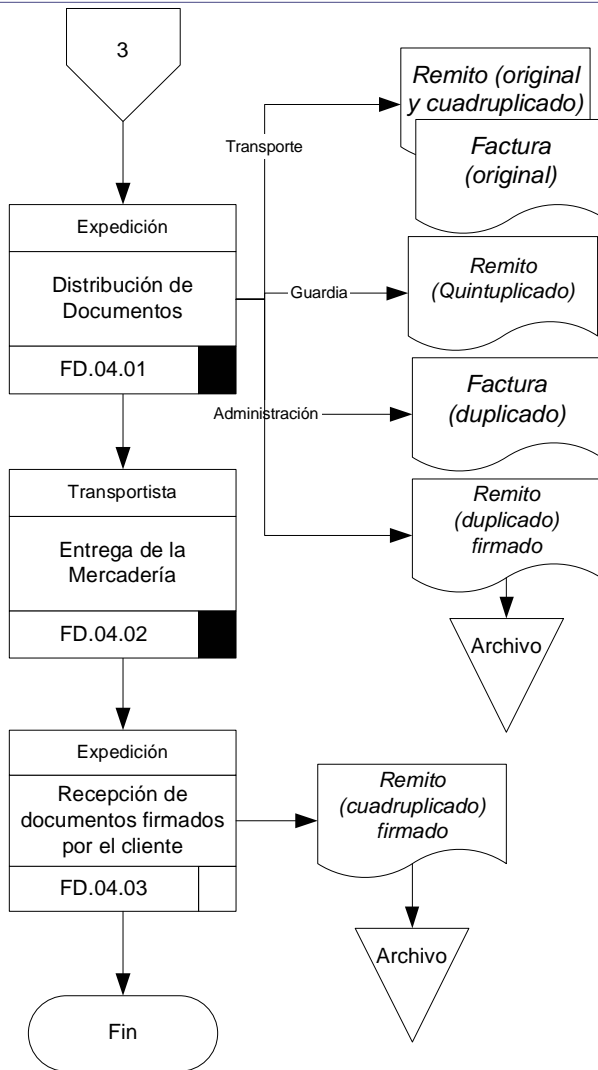 3
Remito (original
y cuadruplicado)
Transporte
Factura
(original)
Expedición
Distribución de
Documentos
FD.04.01
Guardia
Remito
(Quintuplicado)
Administración
Factura
(duplicado)
Remito
(duplicado)
firmado
Archivo
Transportista
Entrega de la
Mercadería
FD.04.02
Expedición
Recepción de
documentos firmados
por el cliente
FD.04.03
Remito
(cuadruplicado)
firmado
Archivo
Fin